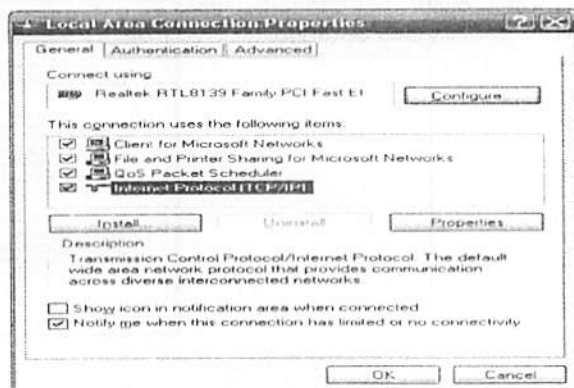 Local Area Connection Properties
General Authentication Advanced
Connect using
Realtek RTL8139 Family PCI Fast Et
Configure...
This connection uses the following items:
Client for Microsoft Networks
File and Printer Sharing for Microsoft Networks
QoS Packet Scheduler
Internet Protocol (TCP/IP)
Install... Uninstall Properties
Description
Transmission Control Protocol/Internet Protocol. The default
wide area network protocol that provides communication
across diverse interconnected networks.
Show icon in notification area when connected
Notify me when this connection has limited or no connectivity
OK Cancel